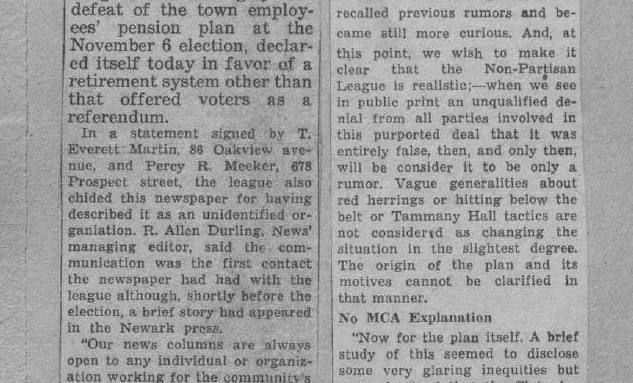 defeat of the town employ-
ees' pension plan at the
November 6 election, declar-
ed itself today in favor of a
retirement system other than
that offered voters as a
referendum.
In a statement signed by T.
Everett Martin, 86 Oakview ave-
nue, and Percy R. Meeker, 678
Prospect street, the league also
chided this newspaper for having
described it as an unidentified or-
ganiation. R. Allen Durling, News'
managing editor, said the com-
munication was the first contact
the newspaper had had with the
league although, shortly before the
election, a brief story had appeared
in the Newark press.
"Our news columns are always
open to any individual or organiz-
ation working for the community's
recalled previous rumors and be-
came still more curious. And, at
this point, we wish to make it
clear that the Non-Partisan
League is realistic;—when we see
in public print an unqualified de-
nial from all parties involved in
this purported deal that it was
entirely false, then, and only then,
will be consider it to be only a
rumor. Vague generalities about
red herrings or hitting below the
belt or Tammany Hall tactics are
not considered as changing the
situation in the slightest degree.
The origin of the plan and its
motives cannot be clarified in
that manner.
No MCA Explanation
"Now for the plan itself. A brief
study of this seemed to disclose
some very glaring inequities but